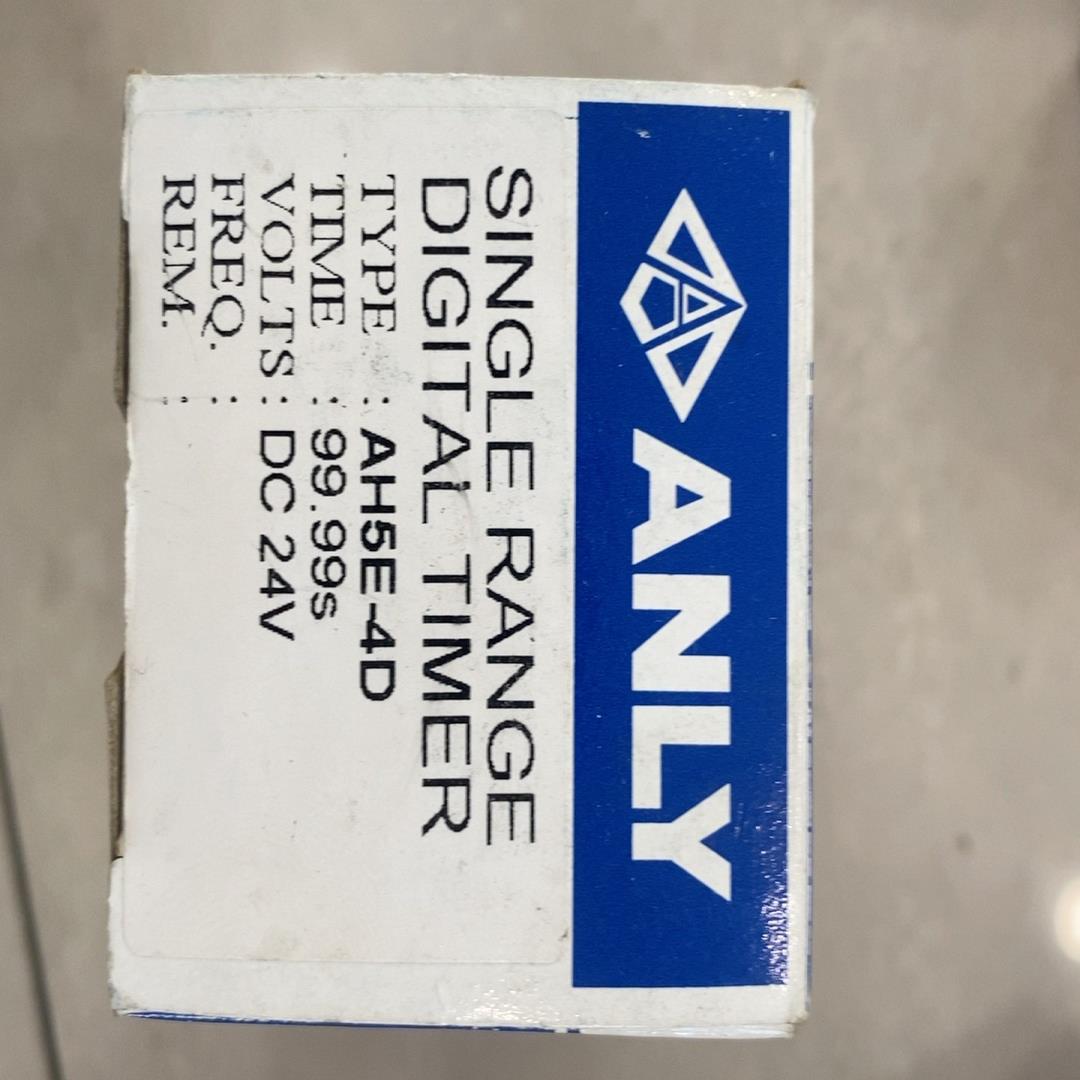 ANLY
SINGLE RANGE
DIGITAL TIMER
TYPE : AH5E-4D
TIME : 99.99s
VOLTS : DC 24V
FREQ. :
REM. :